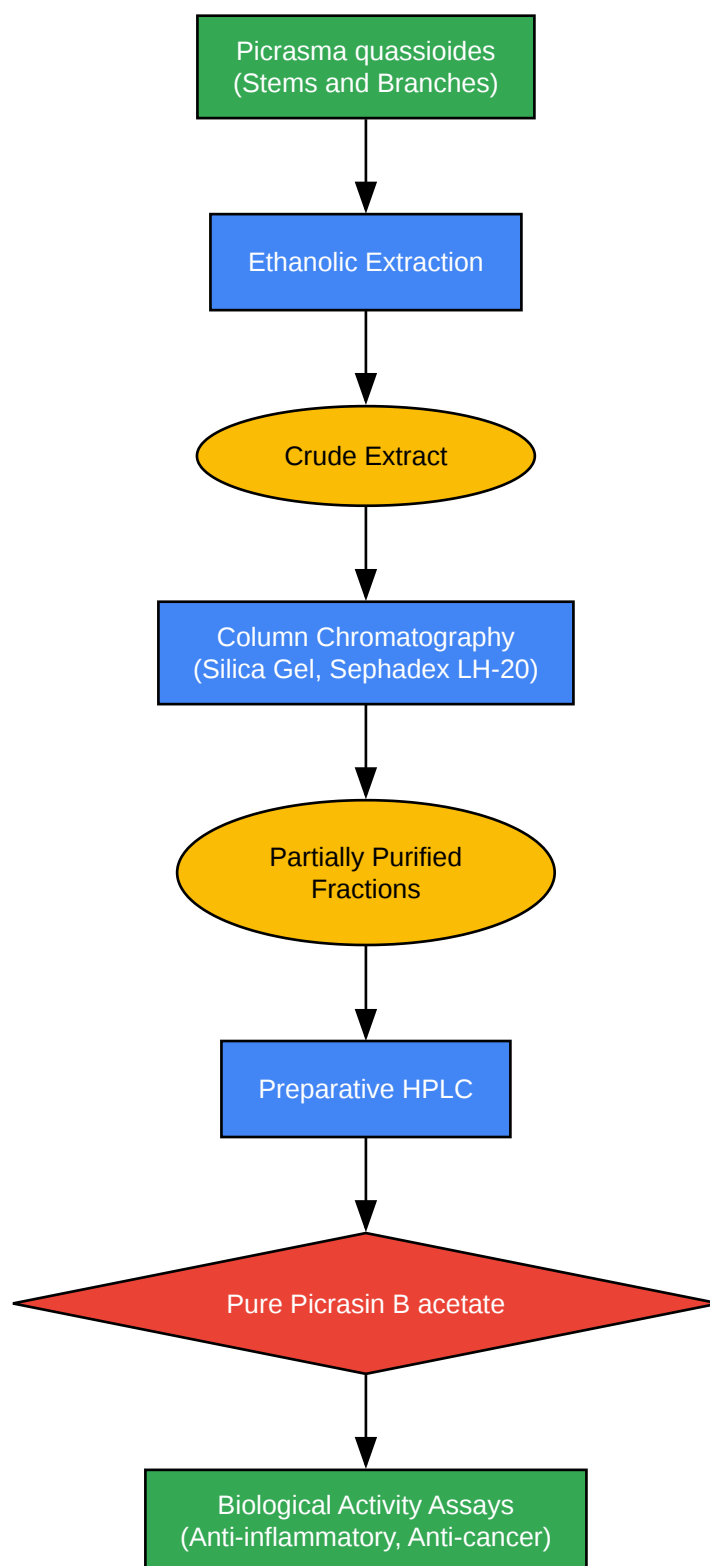 Picrasma quassioides
(Stems and Branches)
Ethanolic Extraction
Crude Extract
Column Chromatography
(Silica Gel, Sephadex LH-20)
Partially Purified
Fractions
Preparative HPLC
Pure Picrasin B acetate
Biological Activity Assays
(Anti-inflammatory, Anti-cancer)